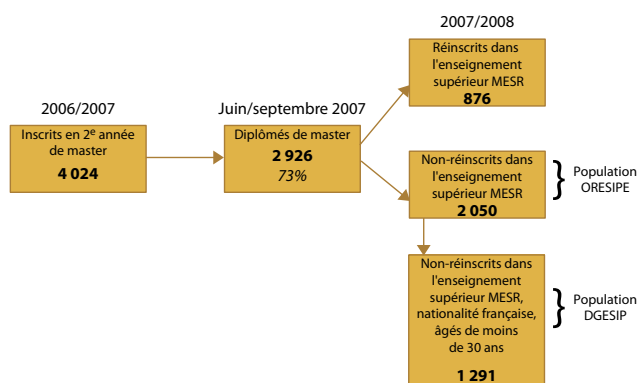 2006/2007
Inscrits en 2e année
de master
4 024
Juin/septembre 2007
Diplômés de master
2 926
73%
2007/2008
Réinscrits dans
l'enseignement
supérieur MESR
876
Non-réinscrits dans
l'enseignement
supérieur MESR
2 050
Population
ORESIPE
Non-réinscrits dans
l'enseignement
supérieur MESR,
nationalité française,
âgés de moins
de 30 ans
1 291
Population
DGESIP